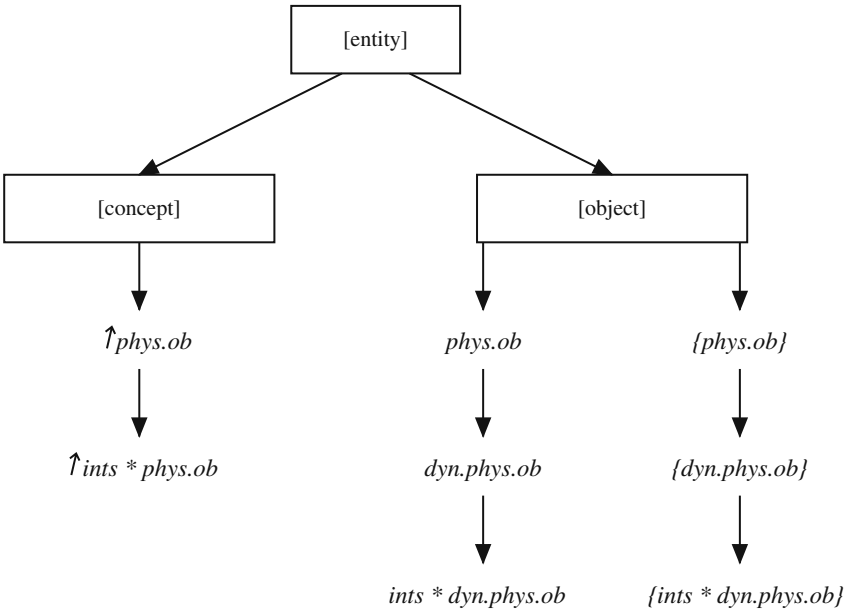 [entity]
[concept]
[object]
↑phys.ob
phys.ob
{phys.ob}
↑ints * phys.ob
dyn.phys.ob
{dyn.phys.ob}
ints * dyn.phys.ob
{ints * dyn.phys.ob}